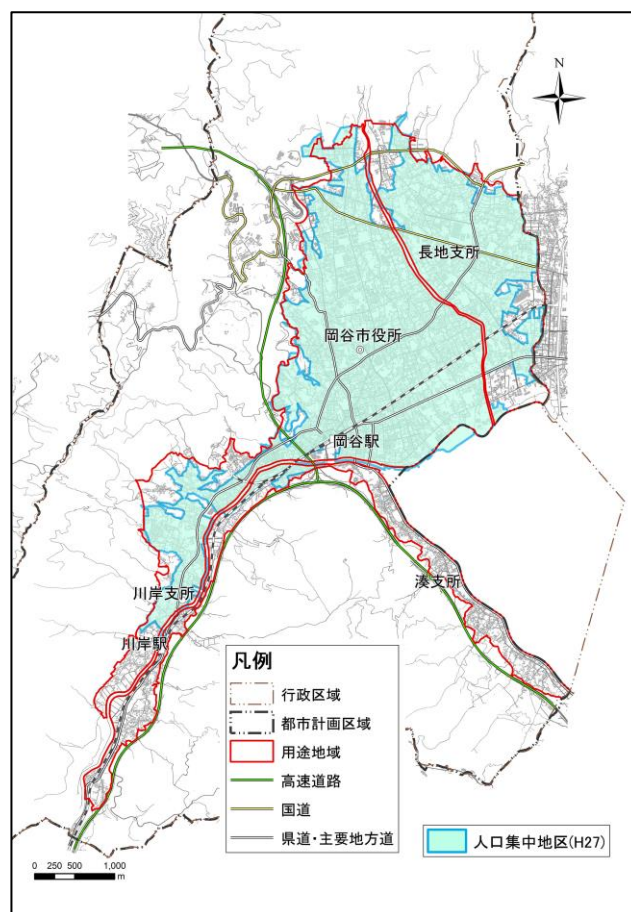 N
長地支所
岡谷市役所
岡谷駅
川岸支所
湊支所
川岸駅
凡例
行政区域
都市計画区域
用途地域
高速道路
国道
県道・主要地方道
人口集中地区(H27)
0 250 500 1,000
m